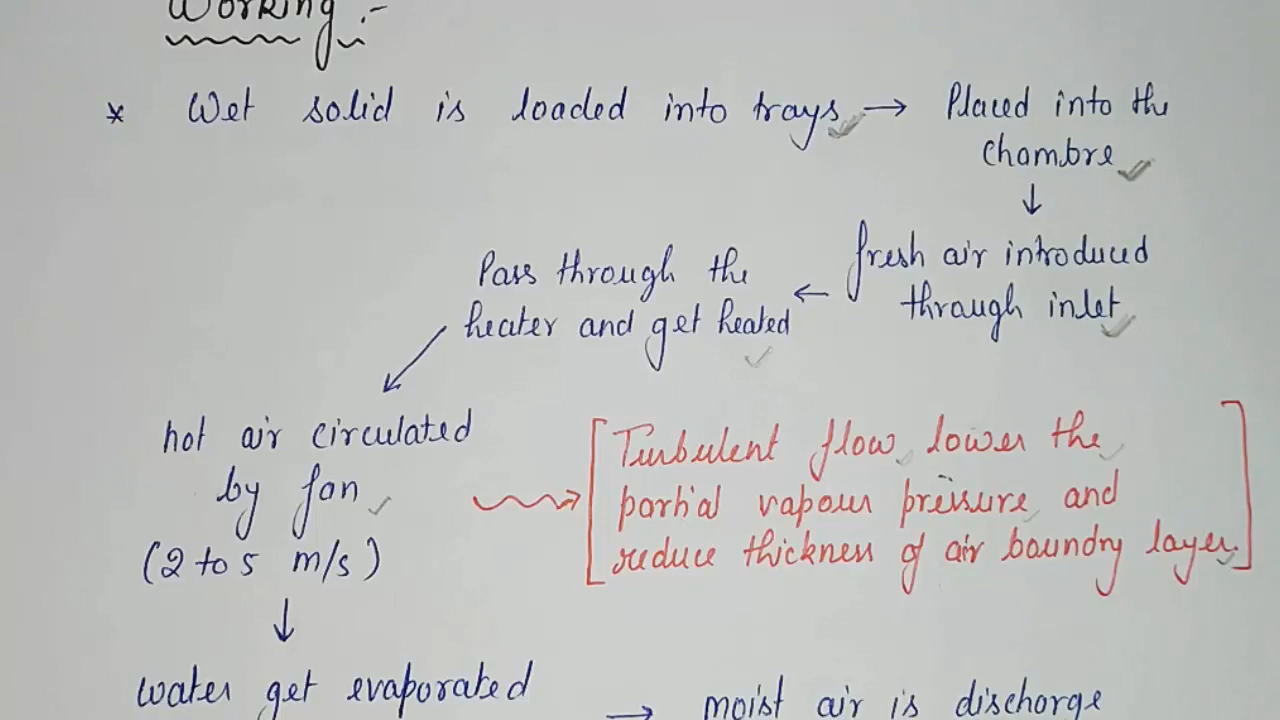 Working :-
* Wet solid is loaded into trays → Placed into the
chambre
↓
fresh air introduced
through inlet
← Pass through the
heater and get heated
↙
hot air circulated
by fan
(2 to 5 m/s)
→ [Turbulent flow lower the
partial vapour pressure and
reduce thickness of air boundry layer.]
↓
water get evaporated
→ moist air is discharge